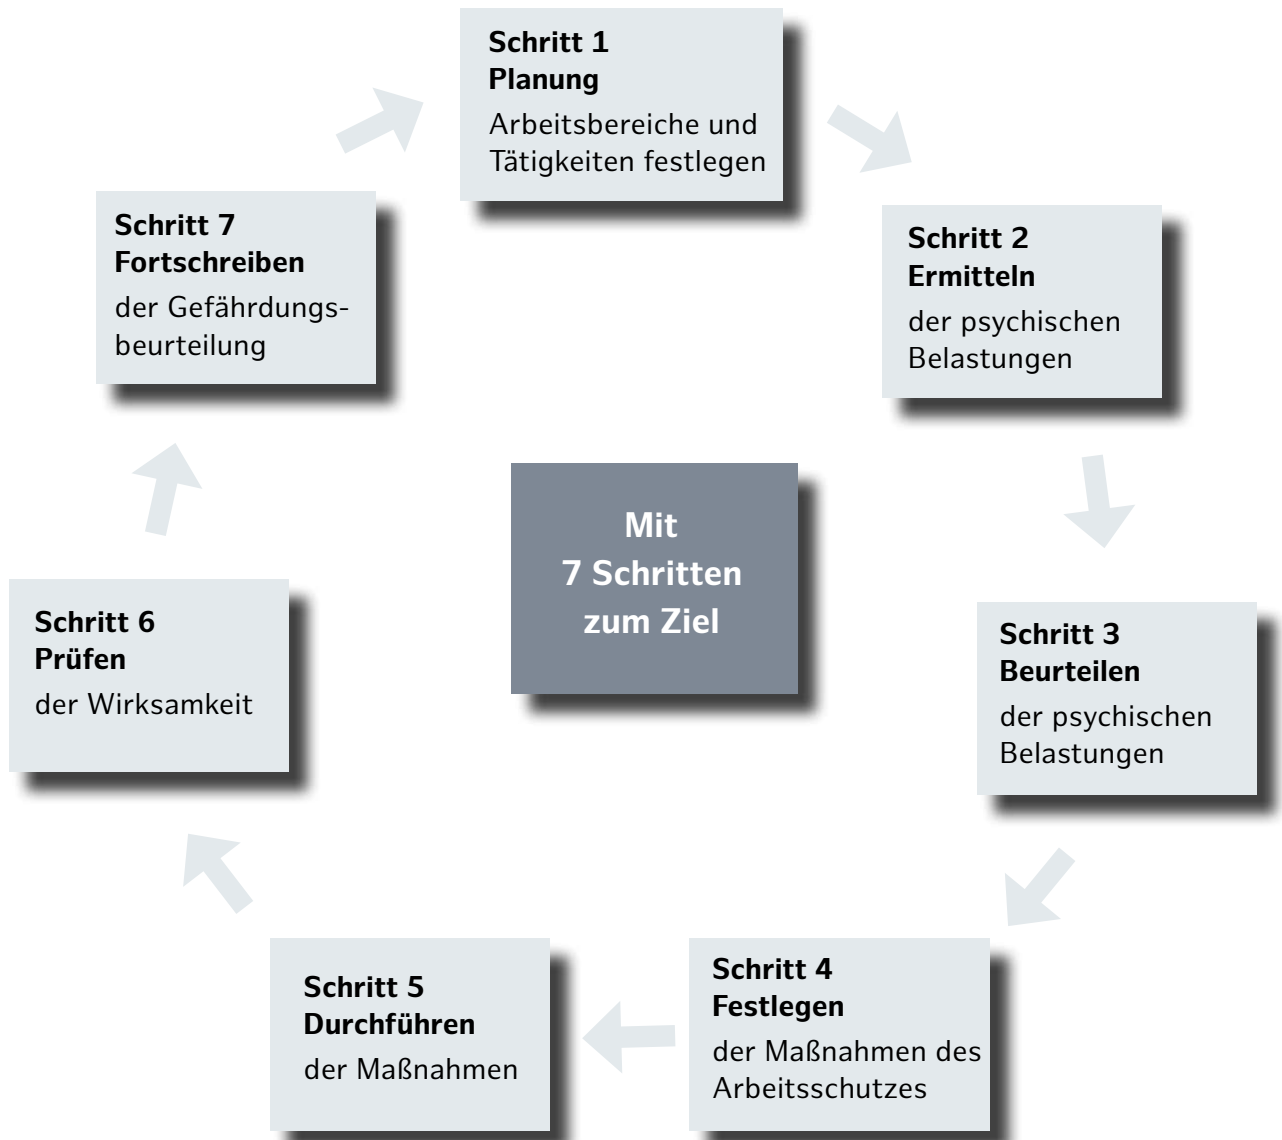 Schritt 1
Planung
Arbeitsbereiche und
Tätigkeiten festlegen
Schritt 2
Ermitteln
der psychischen
Belastungen
Schritt 3
Beurteilen
der psychischen
Belastungen
Schritt 4
Festlegen
der Maßnahmen des
Arbeitsschutzes
Schritt 5
Durchführen
der Maßnahmen
Schritt 6
Prüfen
der Wirksamkeit
Schritt 7
Fortschreiben
der Gefährdungs-
beurteilung
Mit
7 Schritten
zum Ziel